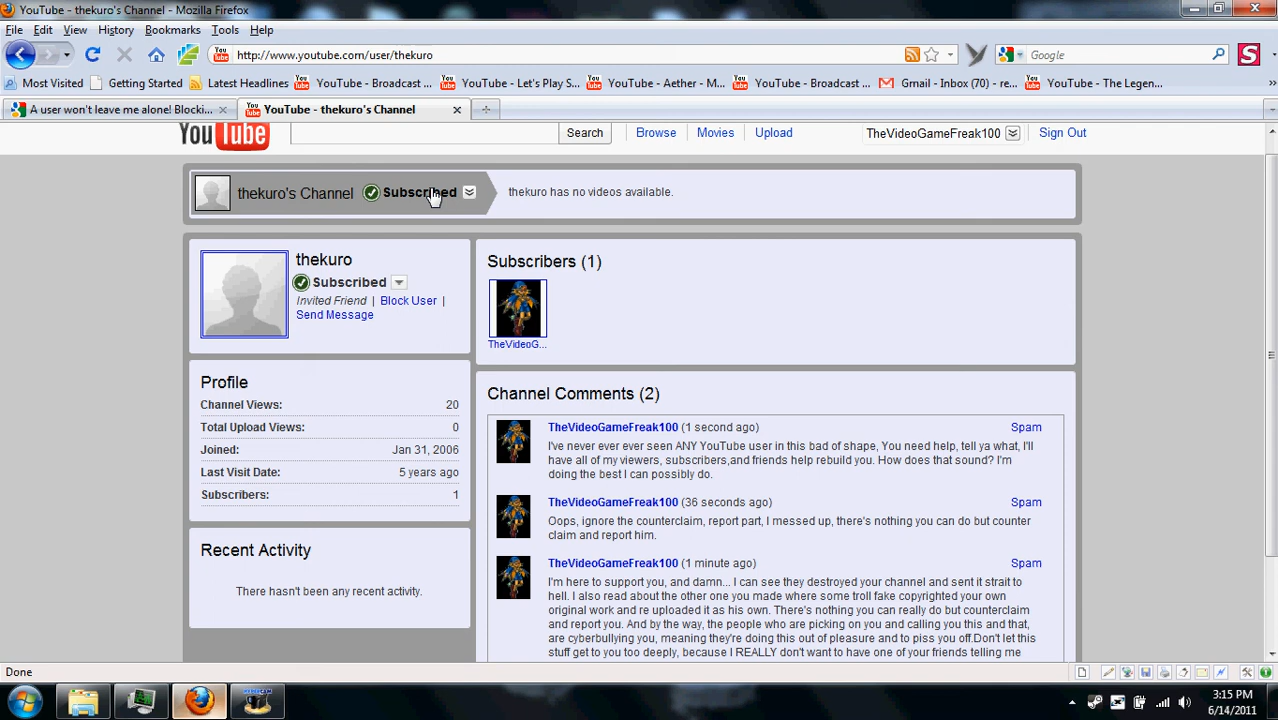 YouTube - thekuro's Channel - Mozilla Firefox
File Edit View History Bookmarks Tools Help
http://www.youtube.com/user/thekuro
Google
Most Visited Getting Started Latest Headlines YouTube - Broadcast ... YouTube - Let's Play S... YouTube - Aether - M... YouTube - Broadcast ... Gmail - Inbox (70) - re... YouTube - The Legen...
A user won't leave me alone! Blocki... YouTube - thekuro's Channel
YouTube Search Browse Movies Upload TheVideoGameFreak100 Sign Out
thekuro's Channel Subscribed thekuro has no videos available.
thekuro
Subscribed
Invited Friend | Block User |
Send Message
Subscribers (1)
TheVideoG...
Profile
Channel Views: 20
Total Upload Views: 0
Joined: Jan 31, 2006
Last Visit Date: 5 years ago
Subscribers: 1
Recent Activity
There hasn't been any recent activity.
Channel Comments (2)
TheVideoGameFreak100 (1 second ago) Spam
I've never ever ever seen ANY YouTube user in this bad of shape, You need help, tell ya what, I'll
have all of my viewers, subscribers,and friends help rebuild you. How does that sound? I'm
doing the best I can possibly do.
TheVideoGameFreak100 (36 seconds ago) Spam
Oops, ignore the counterclaim, report part, I messed up, there's nothing you can do but counter
claim and report him.
TheVideoGameFreak100 (1 minute ago) Spam
I'm here to support you, and damn... I can see they destroyed your channel and sent it strait to
hell. I also read about the other one you made where some troll fake copyrighted your own
original work and re uploaded it as his own. There's nothing you can really do but counterclaim
and report you. And by the way, the people who are picking on you and calling you this and that,
are cyberbullying you, meaning they're doing this out of pleasure and to piss you off.Don't let this
stuff get to you too deeply, because I REALLY don't want to have one of your friends telling me
Done
HYPERCAM
3:15 PM
6/14/2011